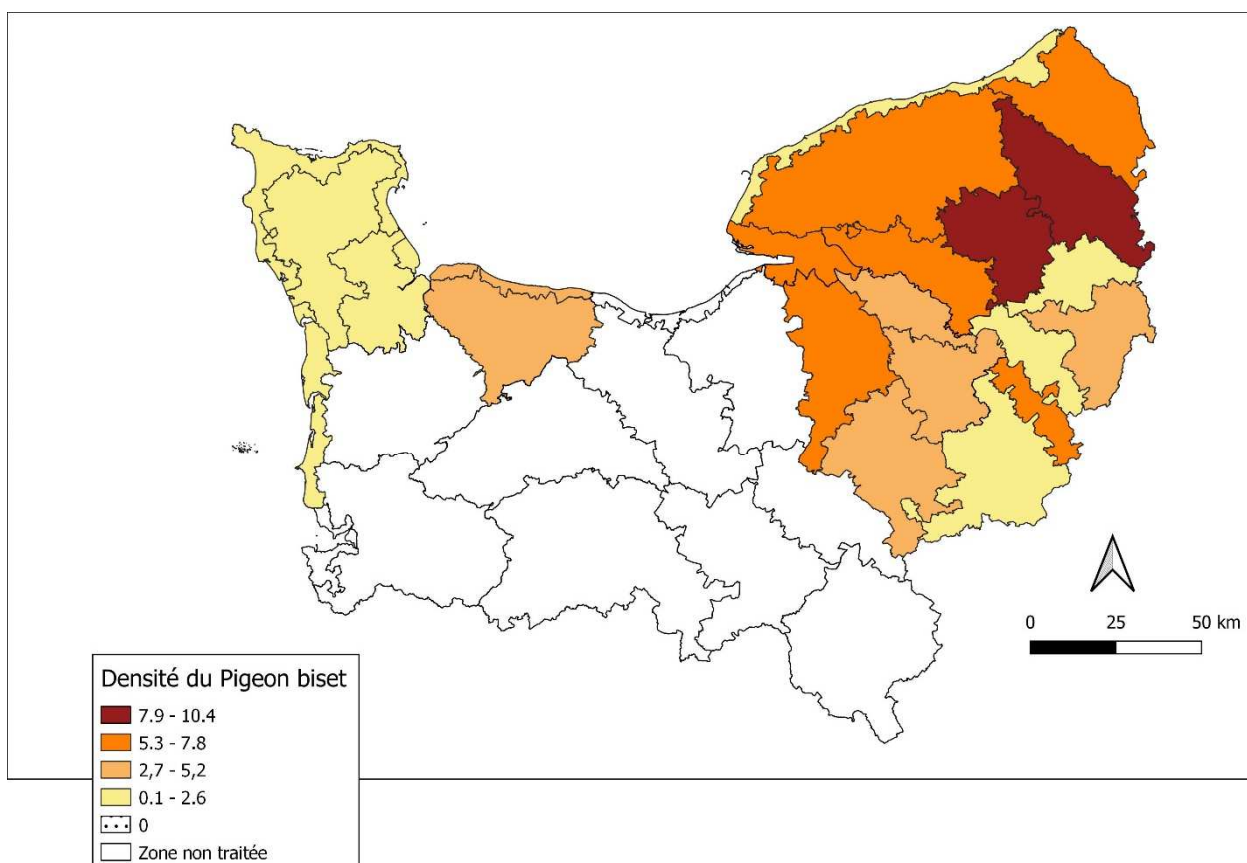 0 25 50 km
Densité du Pigeon biset
7.9 - 10.4
5.3 - 7.8
2,7 - 5,2
0.1 - 2.6
0
Zone non traitée